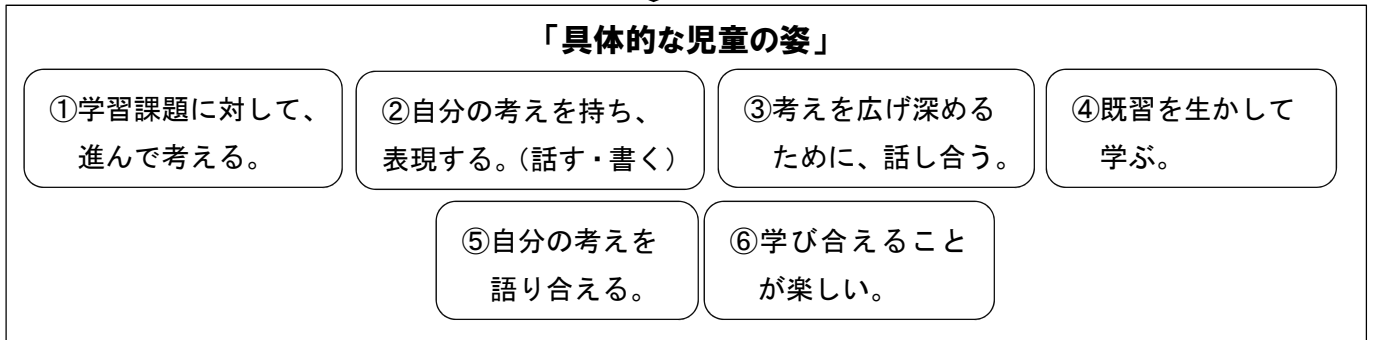 「具体的な児童の姿」
①学習課題に対して、
進んで考える。
②自分の考えを持ち、
表現する。（話す・書く）
③考えを広げ深める
ために、話し合う。
④既習を生かして
学ぶ。
⑤自分の考えを
語り合える。
⑥学び合えること
が楽しい。